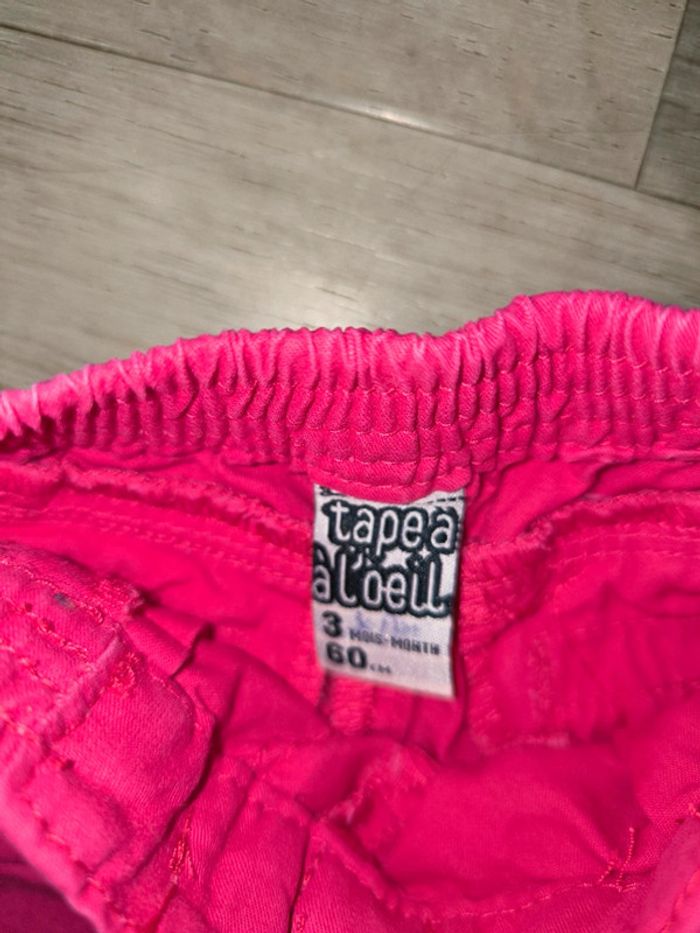 tape à
à l'oeil
3 MOIS-MONTH
60 CM